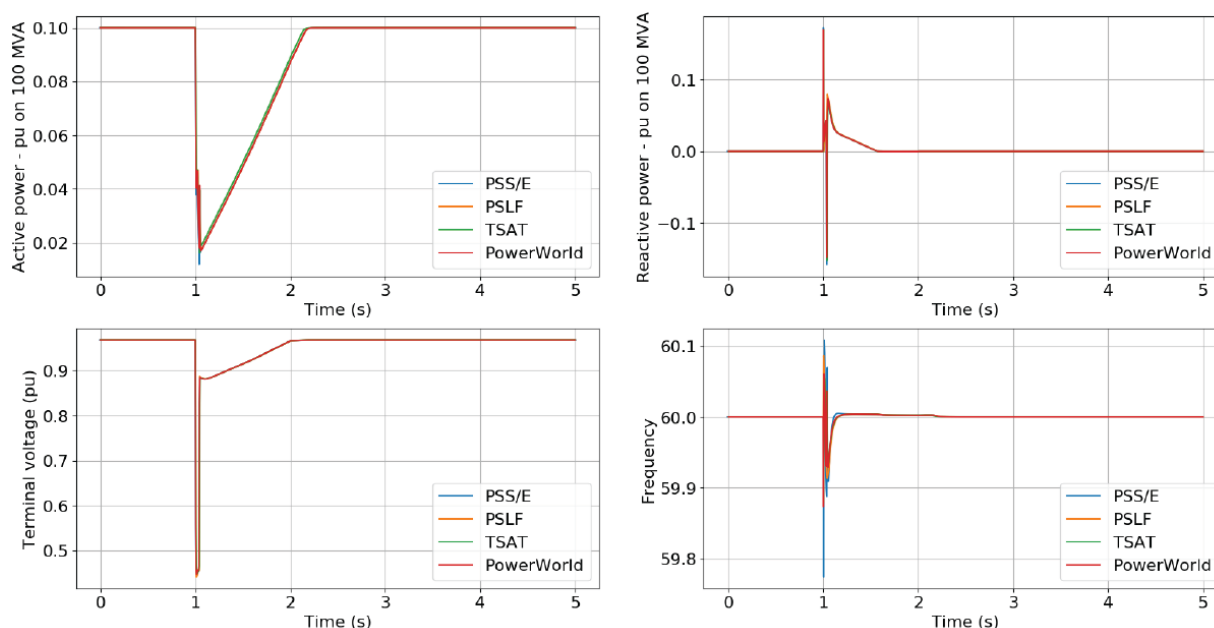 Active power - pu on 100 MVA
0.10
0.08
0.06
0.04
0.02
PSS/E
PSLF
TSAT
PowerWorld
0 1 2 3 4 5
Time (s)
Reactive power - pu on 100 MVA
0.1
0.0
−0.1
PSS/E
PSLF
TSAT
PowerWorld
0 1 2 3 4 5
Time (s)
Terminal voltage (pu)
0.9
0.8
0.7
0.6
0.5
PSS/E
PSLF
TSAT
PowerWorld
0 1 2 3 4 5
Time (s)
Frequency
60.1
60.0
59.9
59.8
PSS/E
PSLF
TSAT
PowerWorld
0 1 2 3 4 5
Time (s)